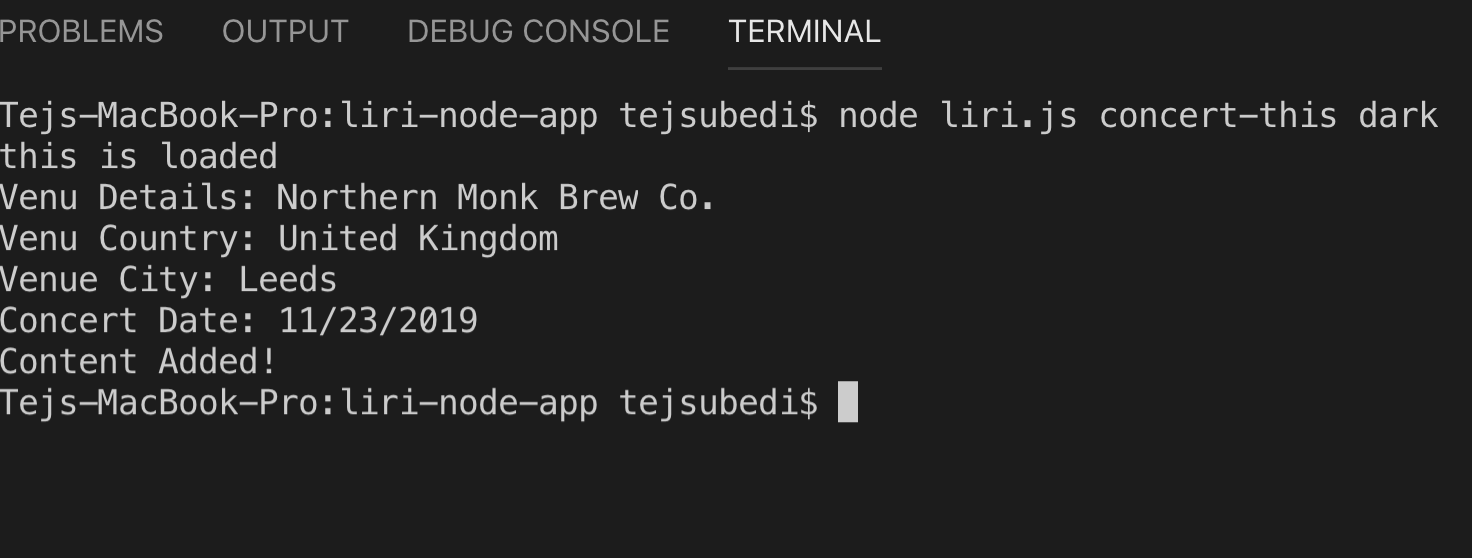 PROBLEMS OUTPUT DEBUG CONSOLE TERMINAL
Tejs-MacBook-Pro:liri-node-app tejsubedi$ node liri.js concert-this dark
this is loaded
Venu Details: Northern Monk Brew Co.
Venu Country: United Kingdom
Venue City: Leeds
Concert Date: 11/23/2019
Content Added!
Tejs-MacBook-Pro:liri-node-app tejsubedi$